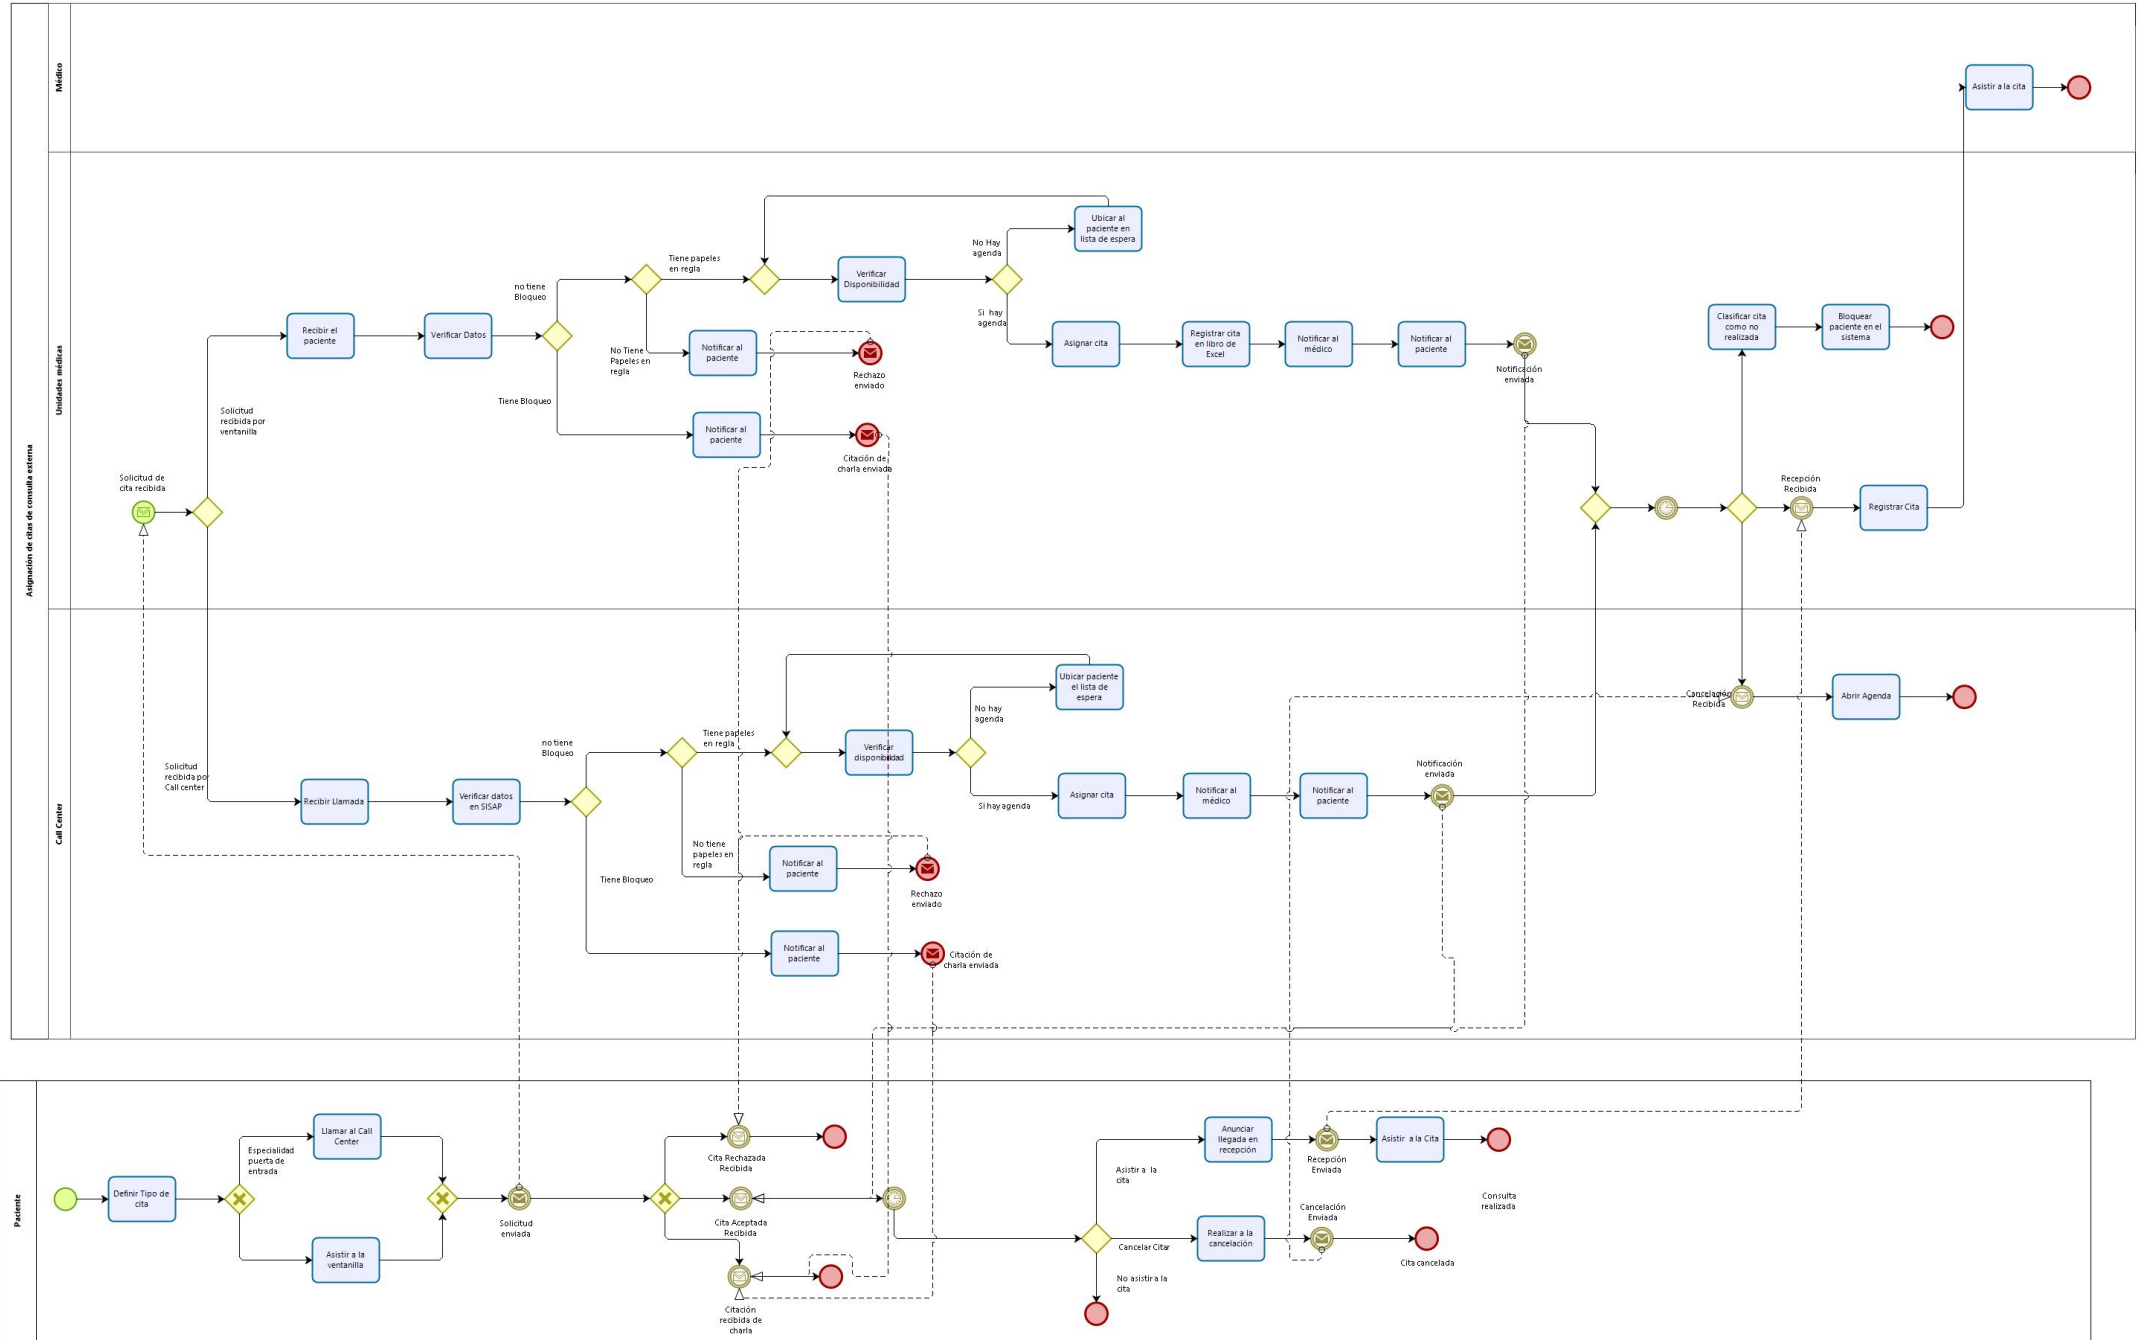 Asignación de citas de consulta externa
Médico
Asistir a la cita
Unidades médicas
Solicitud de
cita recibida
Solicitud
recibida por
ventanilla
Recibir el
paciente
Verificar Datos
no tiene
Bloqueo
Tiene Bloqueo
Tiene papeles
en regla
No Tiene
Papeles en
regla
Notificar al
paciente
Rechazo
enviado
Notificar al
paciente
Citación de
charla enviada
Verificar
Disponibilidad
No Hay
agenda
Ubicar al
paciente en
lista de espera
Si hay
agenda
Asignar cita
Registrar cita
en libro de
Excel
Notificar al
médico
Notificar al
paciente
Notificación
enviada
Clasificar cita
como no
realizada
Bloquear
paciente en el
sistema
Recepción
Recibida
Registrar Cita
Call Center
Solicitud
recibida por
Call center
Recibir Llamada
Verificar datos
en SISAP
no tiene
Bloqueo
Tiene Bloqueo
Tiene papeles
en regla
No tiene
papeles en
regla
Notificar al
paciente
Rechazo
enviado
Notificar al
paciente
Citación de
charla enviada
Verificar
disponibilidad
No hay
agenda
Ubicar paciente
el lista de
espera
Si hay agenda
Asignar cita
Notificar al
médico
Notificar al
paciente
Notificación
enviada
Cancelación
Recibida
Abrir Agenda
Paciente
Definir Tipo de
cita
Especialidad
puerta de
entrada
Llamar al Call
Center
Asistir a la
ventanilla
Solicitud
enviada
Cita Rechazada
Recibida
Cita Aceptada
Recibida
Citación
recibida de
charla
Asistir a la
cita
Anunciar
llegada en
recepción
Recepción
Enviada
Asistir a la Cita
Consulta
realizada
Cancelar Citar
Realizar a la
cancelación
Cancelación
Enviada
Cita cancelada
No asistir a la
cita